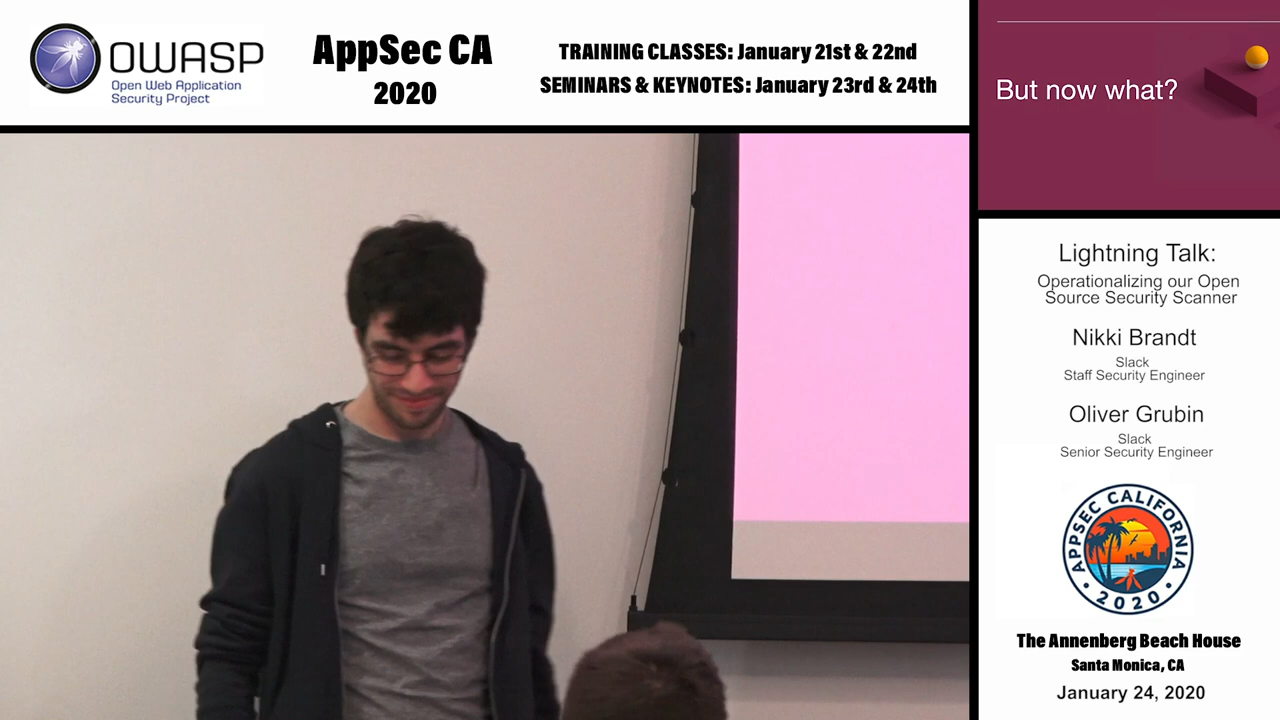 OWASP
Open Web Application
Security Project
AppSec CA
2020
TRAINING CLASSES: January 21st & 22nd
SEMINARS & KEYNOTES: January 23rd & 24th
But now what?
Lightning Talk:
Operationalizing our Open
Source Security Scanner
Nikki Brandt
Slack
Staff Security Engineer
Oliver Grubin
Slack
Senior Security Engineer
APPSEC CALIFORNIA
• 2020 •
The Annenberg Beach House
Santa Monica, CA
January 24, 2020